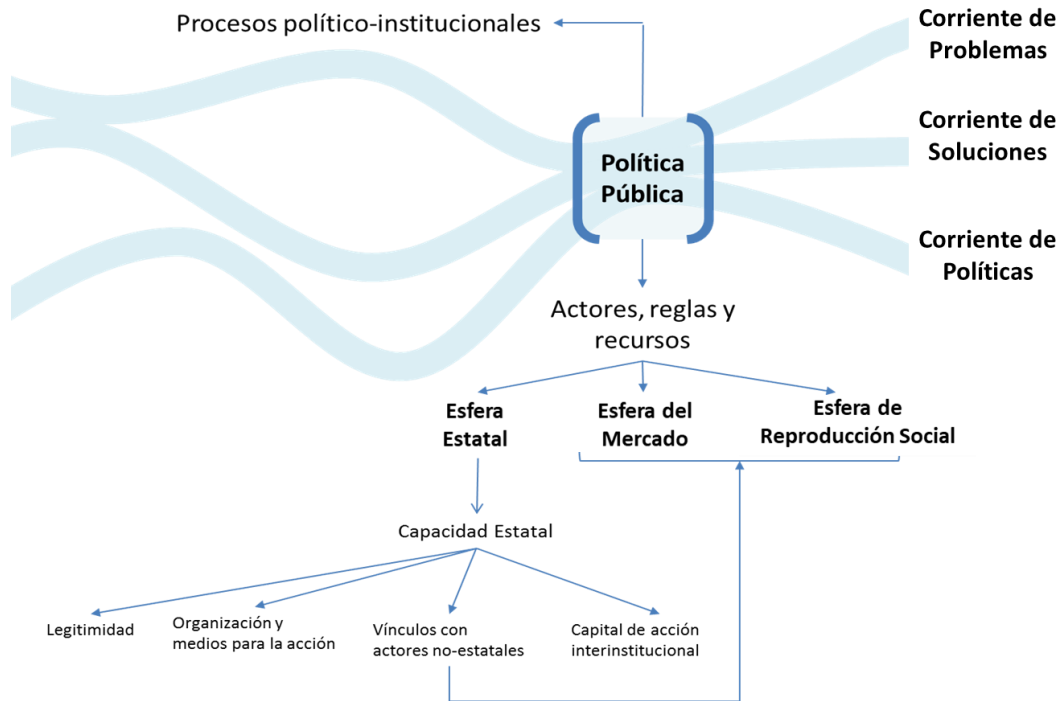 Procesos político-institucionales
Corriente de
Problemas
Corriente de
Soluciones
Política
Pública
Corriente de
Políticas
Actores, reglas y
recursos
Esfera
Estatal
Esfera del
Mercado
Esfera de
Reproducción Social
Capacidad Estatal
Legitimidad
Organización y
medios para la acción
Vínculos con
actores no-estatales
Capital de acción
interinstitucional